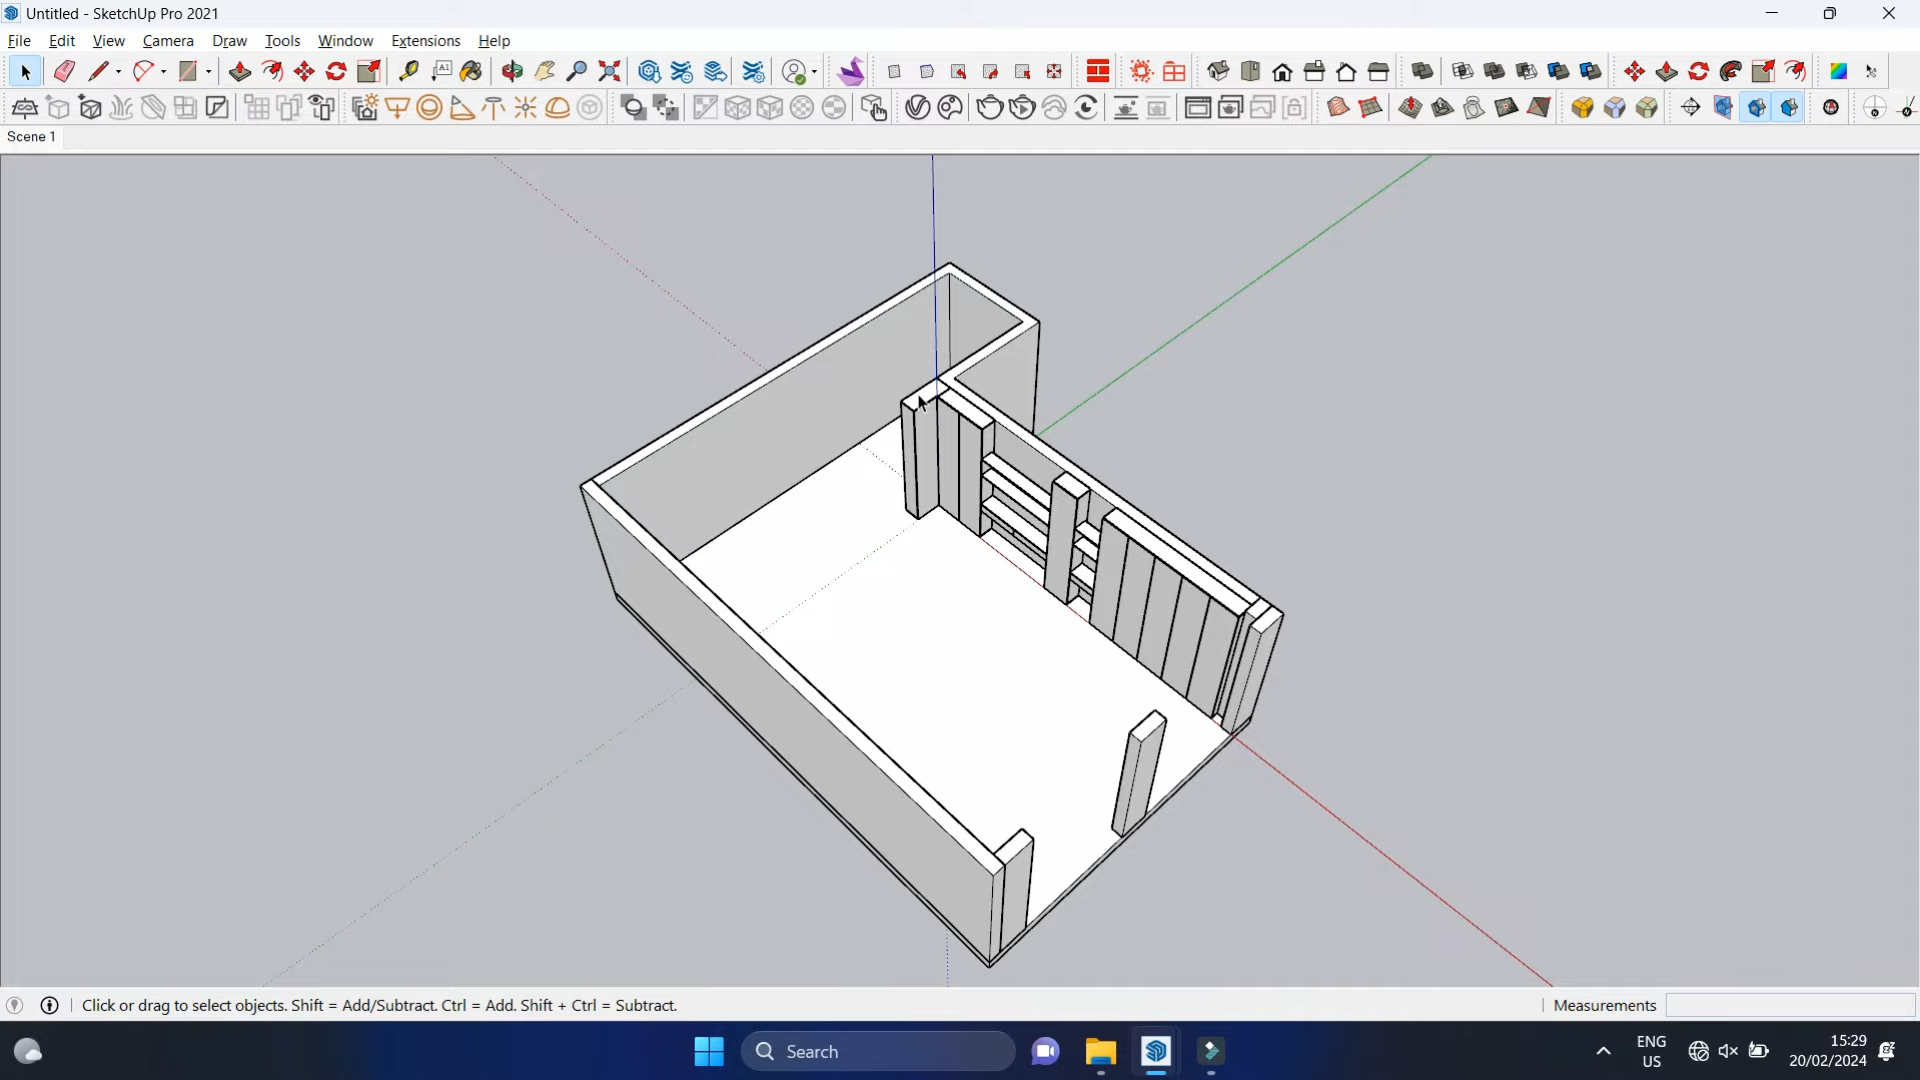 Untitled - SketchUp Pro 2021
File Edit View Camera Draw Tools Window Extensions Help
Scene 1
Click or drag to select objects. Shift = Add/Subtract. Ctrl = Add. Shift + Ctrl = Subtract.
Measurements
Search
ENG
US
15:29
20/02/2024